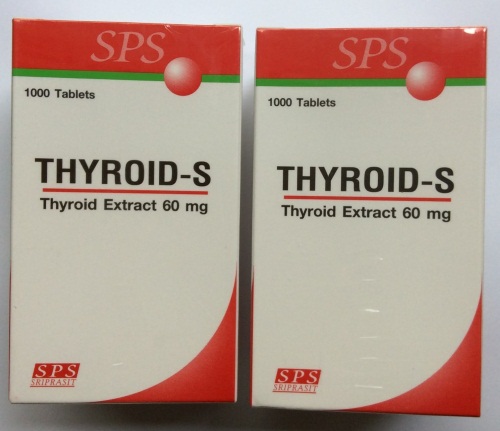 SPS
1000 Tablets
THYROID-S
Thyroid Extract 60 mg
SPS
SRIPRASIT
SPS
1000 Tablets
THYROID-S
Thyroid Extract 60 mg
SPS
SRIPRASIT